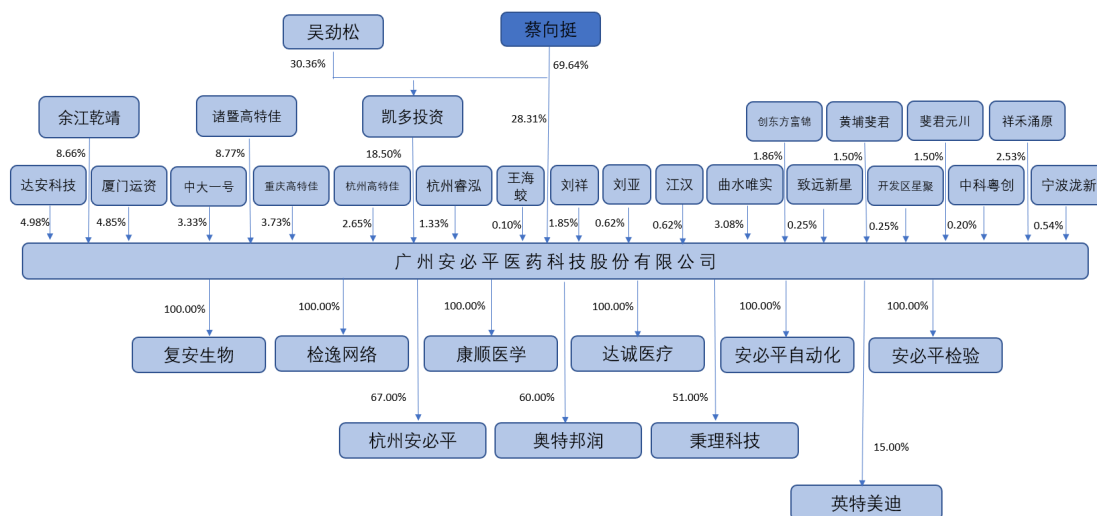 吴劲松
蔡向挺
30.36%
69.64%
余江乾靖
诸暨高特佳
凯多投资
28.31%
创东方富锦
黄埔斐君
斐君元川
祥禾涌原
8.66%
8.77%
18.50%
1.86%
1.50%
1.50%
2.53%
达安科技
厦门运资
中大一号
重庆高特佳
杭州高特佳
杭州睿泓
王海
蛟
刘祥
刘亚
江汉
曲水唯实
致远新星
开发区星聚
中科粤创
宁波泷新
4.98%
4.85%
3.33%
3.73%
2.65%
1.33%
0.10%
1.85%
0.62%
0.62%
3.08%
0.25%
0.25%
0.20%
0.54%
广州安必平医药科技股份有限公司
100.00%
100.00%
100.00%
100.00%
100.00%
100.00%
复安生物
检逸网络
康顺医学
达诚医疗
安必平自动化
安必平检验
67.00%
60.00%
51.00%
杭州安必平
奥特邦润
秉理科技
15.00%
英特美迪